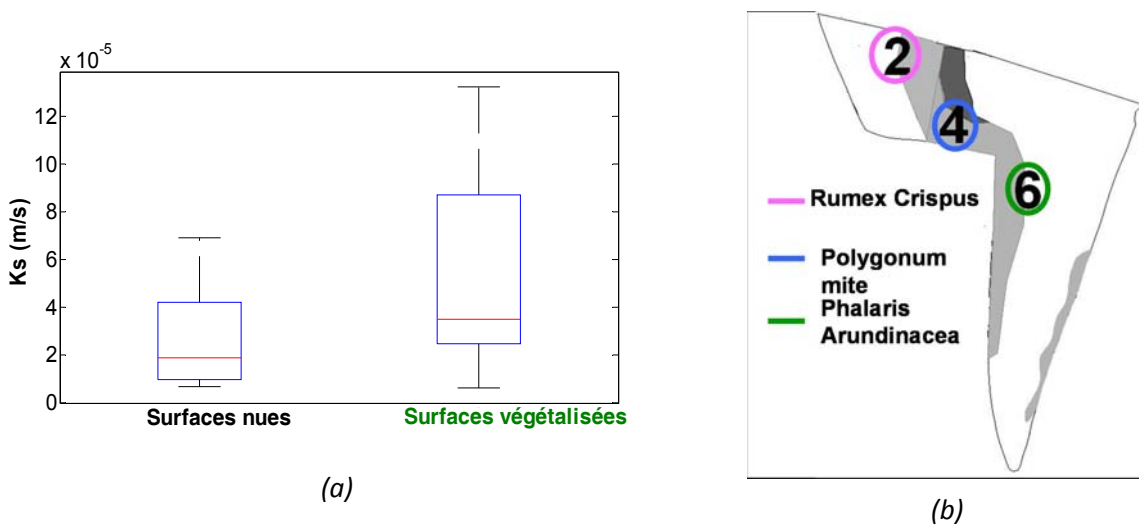 x 10⁻⁵
12
10
8
6
4
2
0
Ks (m/s)
Surfaces nues
Surfaces végétalisées
(a)
2
4
6
Rumex Crispus
Polygonum
mite
Phalaris
Arundinacea
(b)